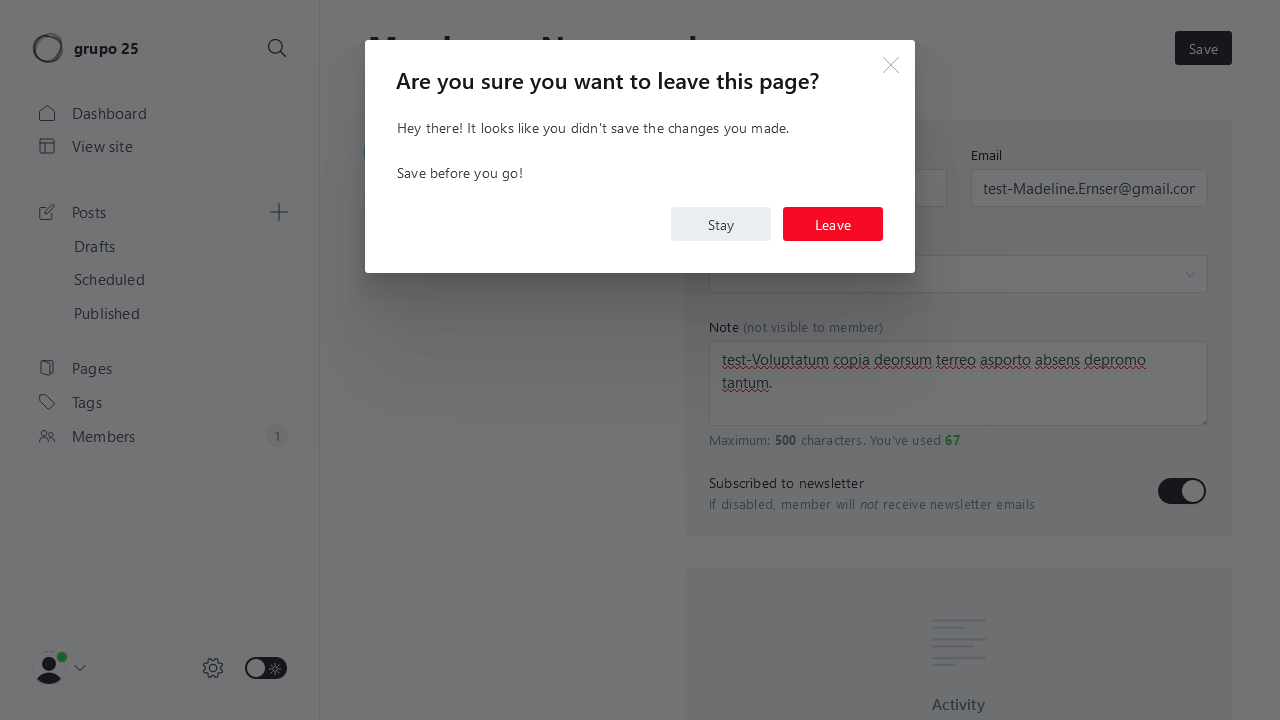 grupo 25
Dashboard
View site
Posts
Drafts
Scheduled
Published
Pages
Tags
Members
1
Save
Are you sure you want to leave this page?
Hey there! It looks like you didn't save the changes you made.
Save before you go!
Stay
Leave
Email
test-Madeline.Ernser@gmail.cor
Note (not visible to member)
test-Voluptatum copia deorsum terreo asporto absens depromo
tantum.
Maximum: 500 characters. You've used 67
Subscribed to newsletter
If disabled, member will not receive newsletter emails
Activity